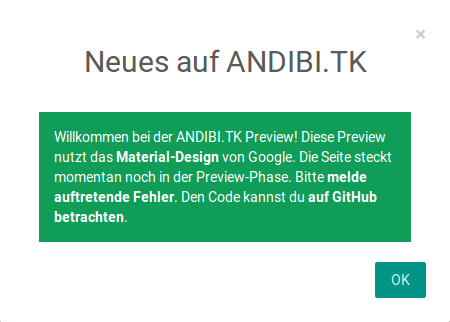 ×
Neues auf ANDIBI.TK
Willkommen bei der ANDIBI.TK Preview! Diese Preview
nutzt das Material-Design von Google. Die Seite steckt
momentan noch in der Preview-Phase. Bitte melde
auftretende Fehler. Den Code kannst du auf GitHub
betrachten.
OK